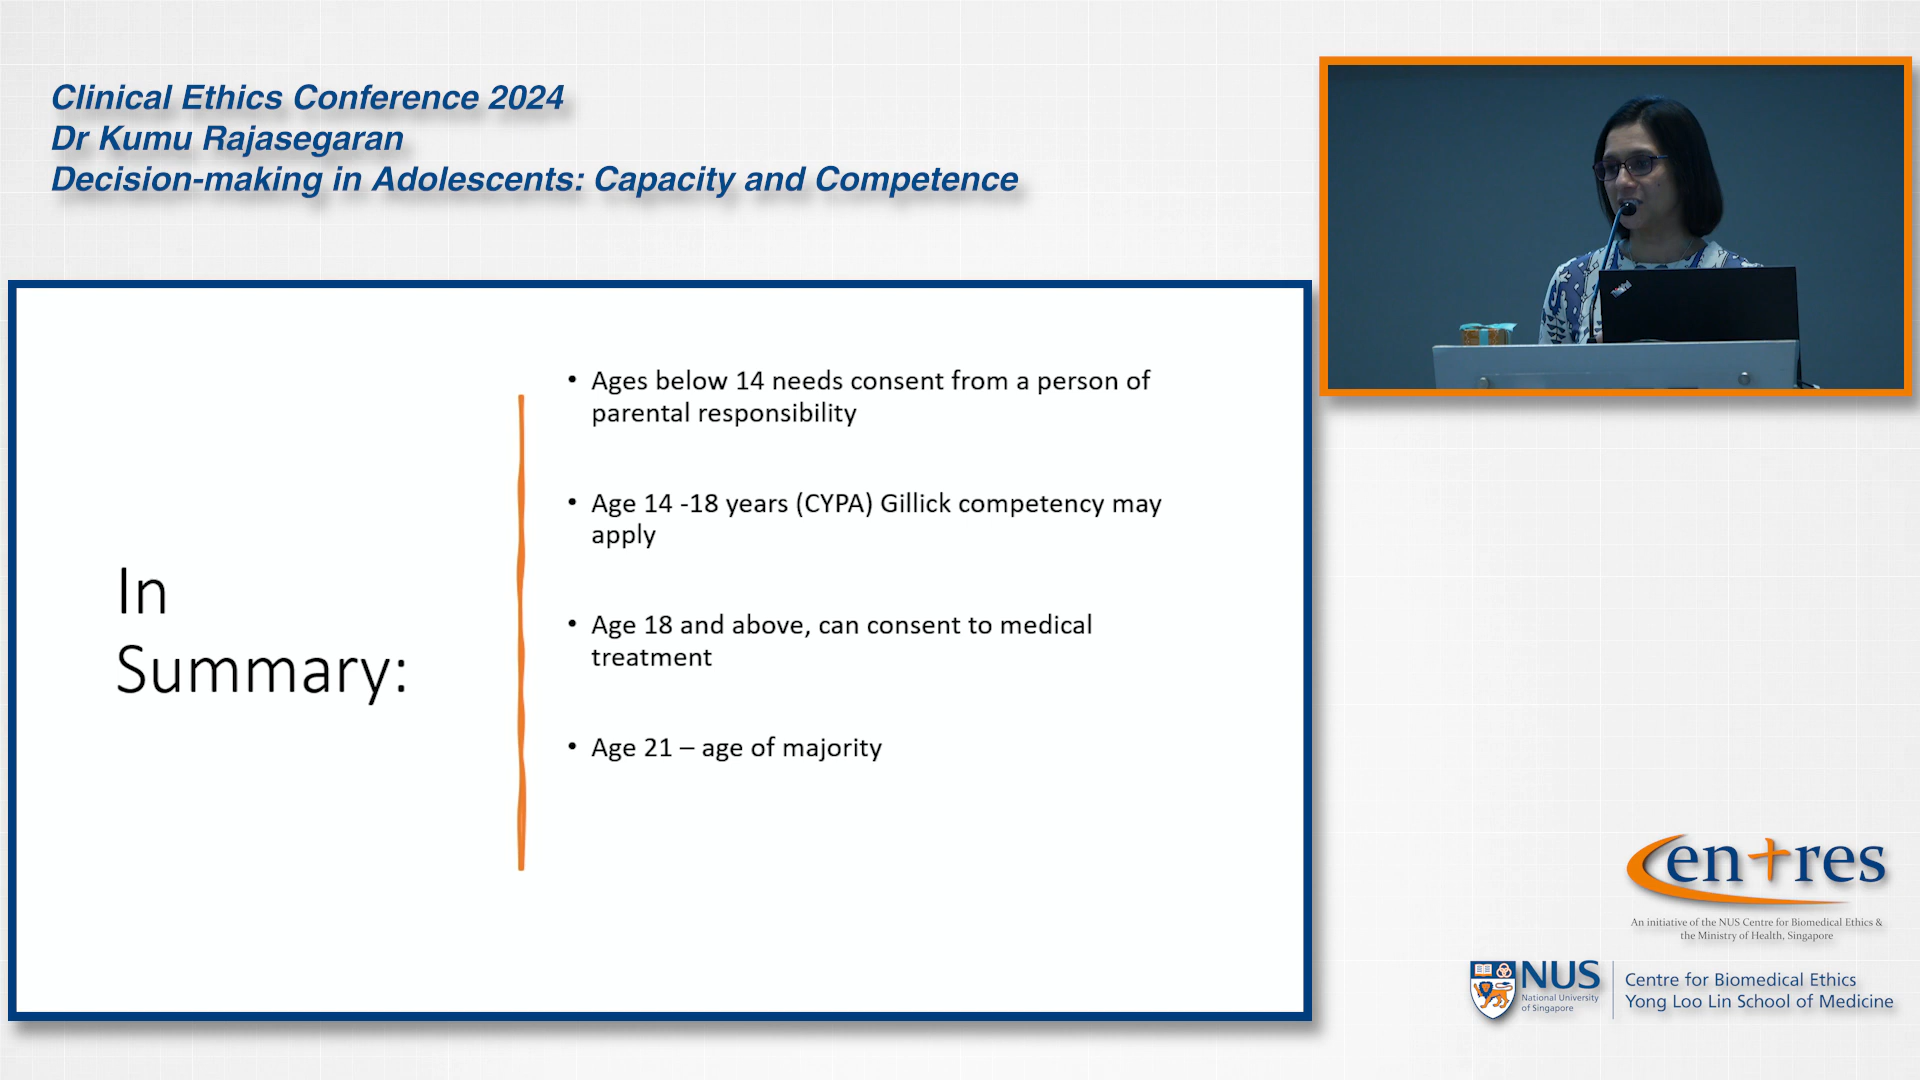 Clinical Ethics Conference 2024
Dr Kumu Rajasegaran
Decision-making in Adolescents: Capacity and Competence
In
Summary:
• Ages below 14 needs consent from a person of
parental responsibility
• Age 14 -18 years (CYPA) Gillick competency may
apply
• Age 18 and above, can consent to medical
treatment
• Age 21 – age of majority
ThinkPad
Centres
An initiative of the NUS Centre for Biomedical Ethics &
the Ministry of Health, Singapore
NUS
National University
of Singapore
Centre for Biomedical Ethics
Yong Loo Lin School of Medicine